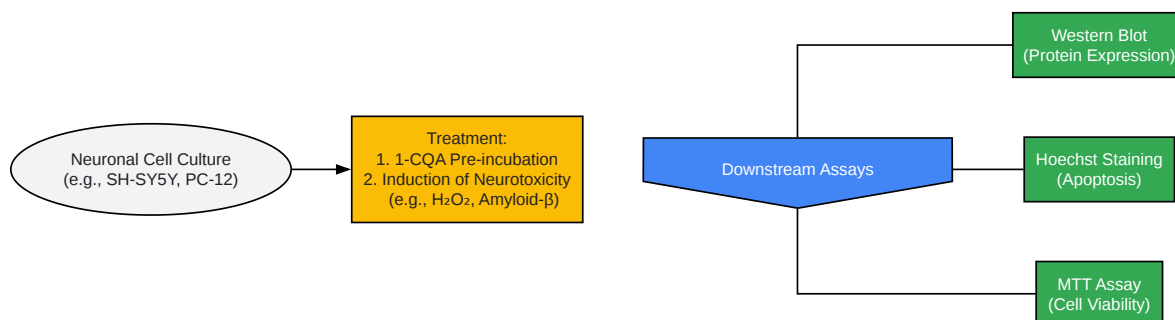 Neuronal Cell Culture
(e.g., SH-SY5Y, PC-12)
Treatment:
1. 1-CQA Pre-incubation
2. Induction of Neurotoxicity
(e.g., H₂O₂, Amyloid-β)
Downstream Assays
Western Blot
(Protein Expression)
Hoechst Staining
(Apoptosis)
MTT Assay
(Cell Viability)